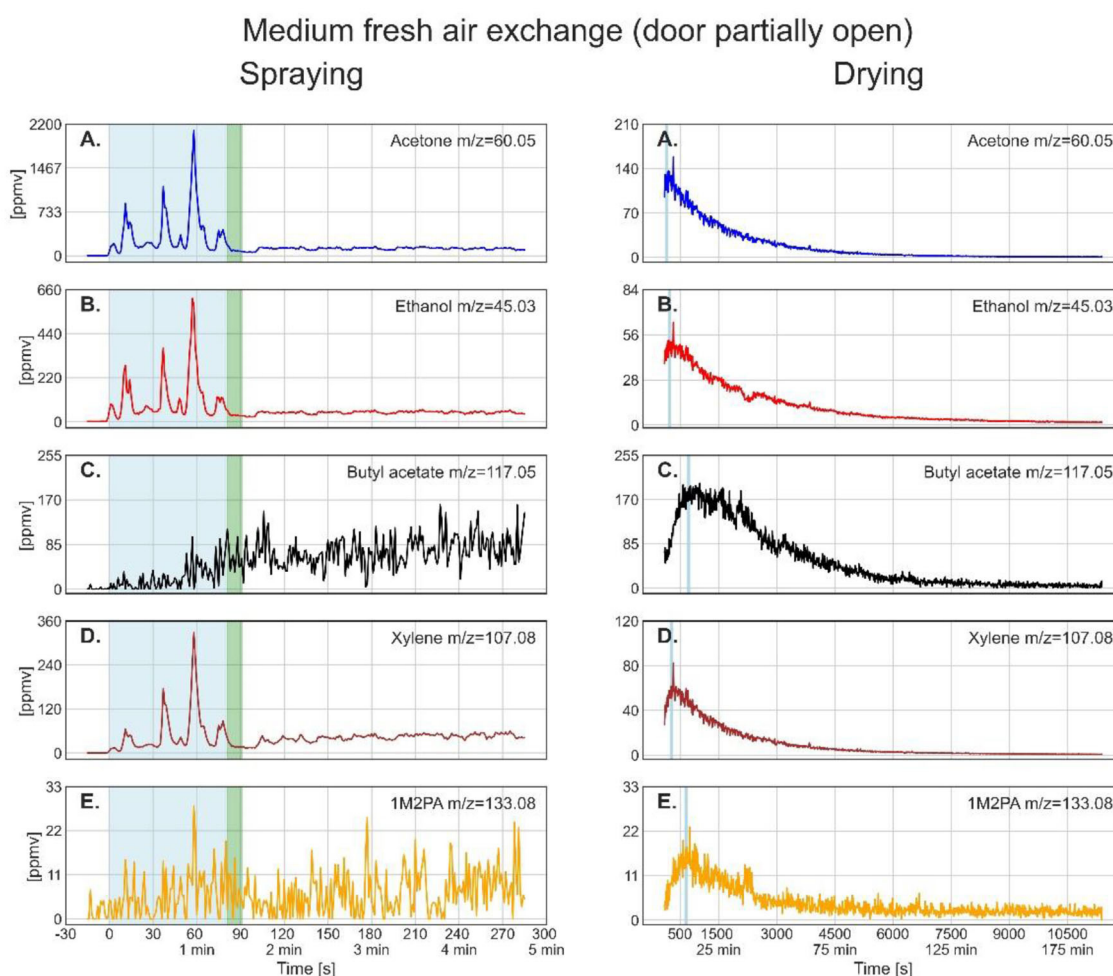 Medium fresh air exchange (door partially open)
Spraying
Drying
A.
Acetone m/z=60.05
2200
1467
733
0
[ppmv]
A.
Acetone m/z=60.05
210
140
70
0
B.
Ethanol m/z=45.03
660
440
220
0
[ppmv]
B.
Ethanol m/z=45.03
84
56
28
0
C.
Butyl acetate m/z=117.05
255
170
85
0
[ppmv]
C.
Butyl acetate m/z=117.05
255
170
85
0
D.
Xylene m/z=107.08
360
240
120
0
[ppmv]
D.
Xylene m/z=107.08
120
80
40
0
E.
1M2PA m/z=133.08
33
22
11
0
[ppmv]
-30 0 30 60 90 120 150 180 210 240 270 300
1 min 2 min 3 min 4 min 5 min
Time [s]
E.
1M2PA m/z=133.08
33
22
11
0
500 1500 3000 4500 6000 7500 9000 10500
25 min 75 min 125 min 175 min
Time [s]